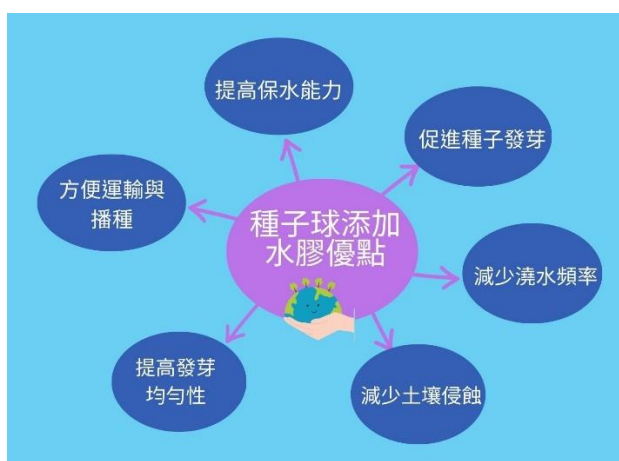 提高保水能力
促進種子發芽
方便運輸與
播種
種子球添加
水膠優點
減少澆水頻率
提高發芽
均勻性
減少土壤侵蝕